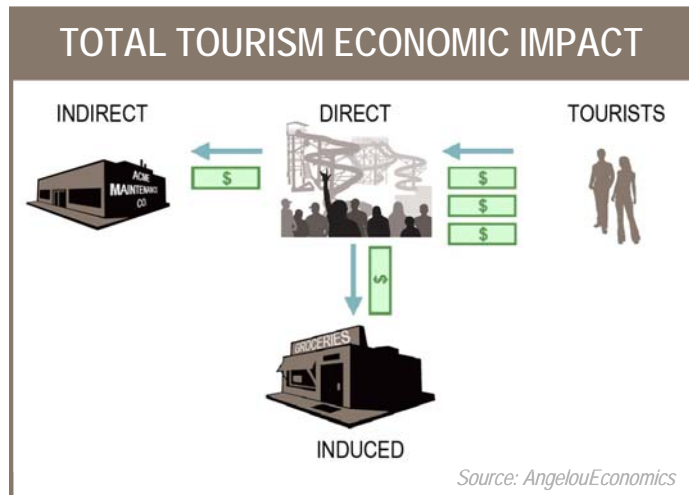 TOTAL TOURISM ECONOMIC IMPACT
INDIRECT
DIRECT
TOURISTS
ACME
MAINTENANCE
CO.
$
$
$
$
$
GROCERIES
INDUCED
Source: AngelouEconomics